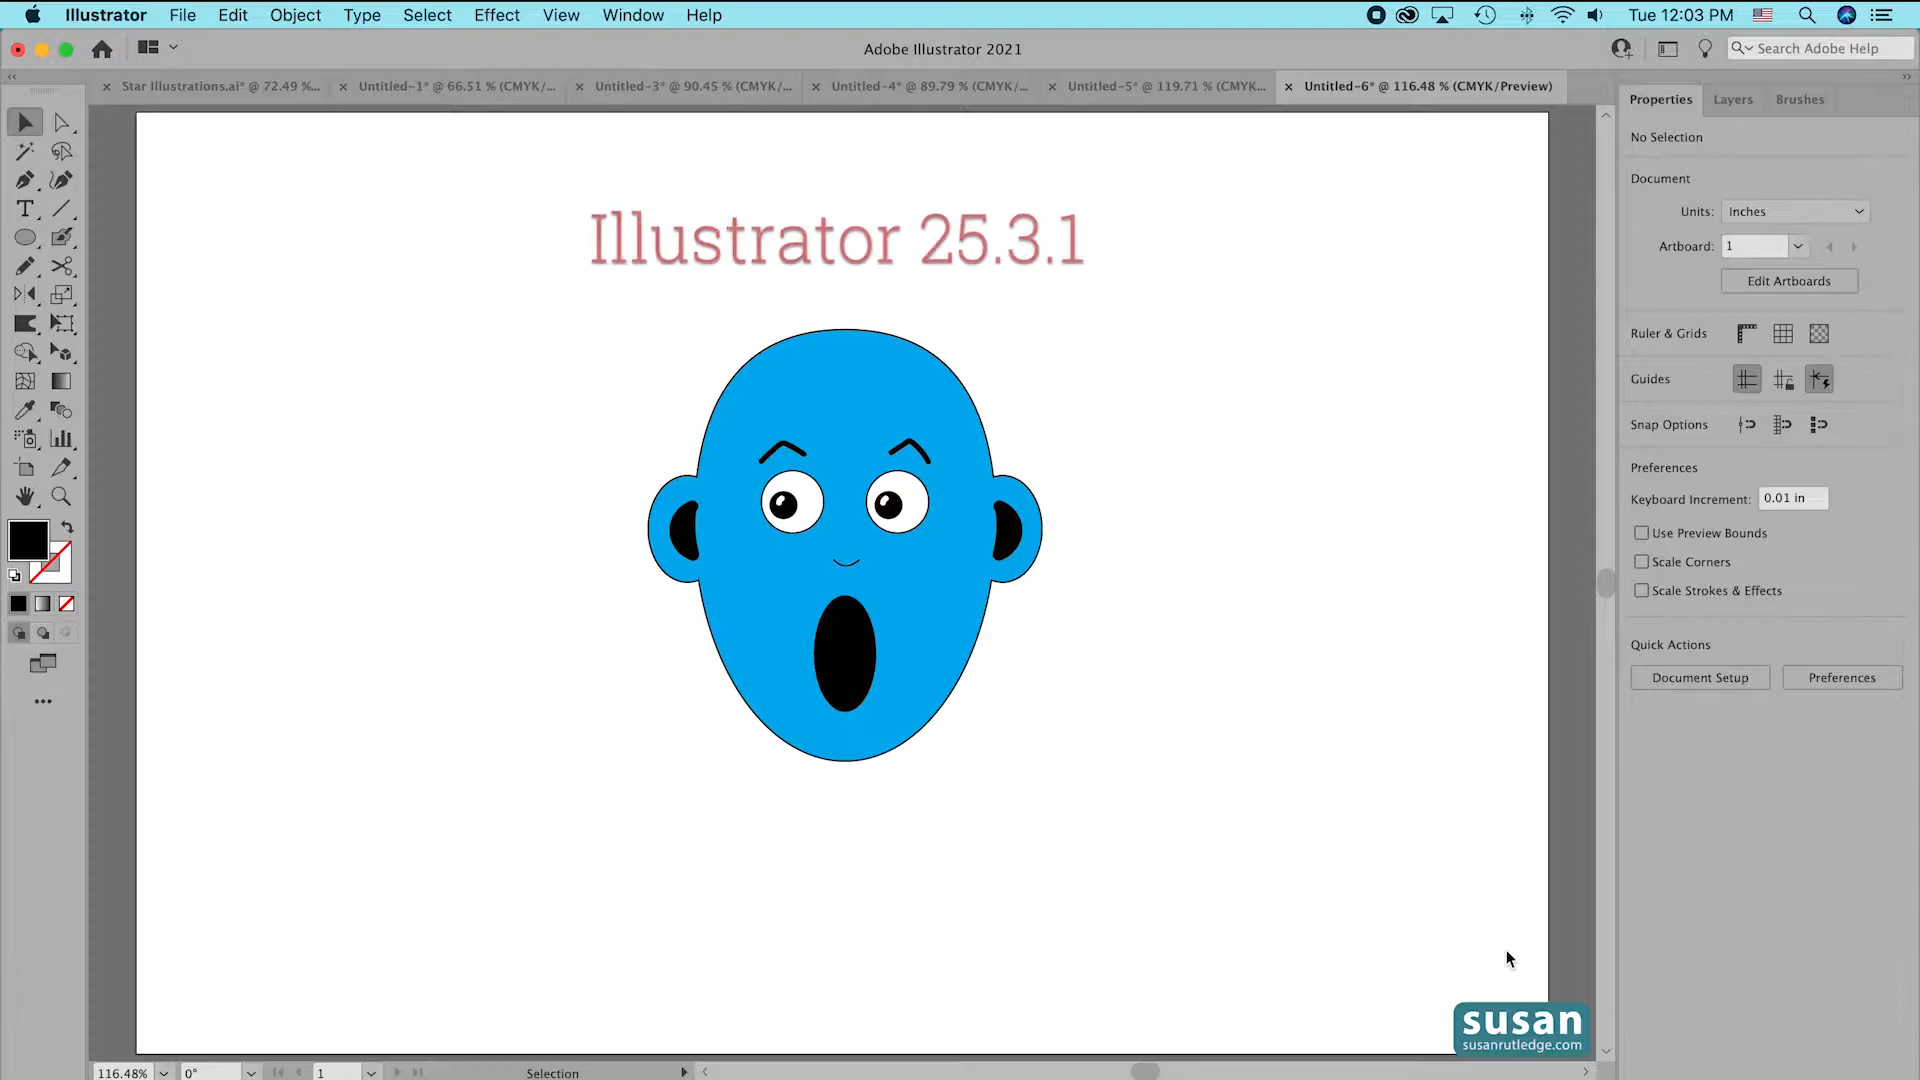 Illustrator File Edit Object Type Select Effect View Window Help Tue 12:03 PM
Adobe Illustrator 2021
Search Adobe Help
Star Illustrations.ai* @ 72.49 %... Untitled-1* @ 66.51 % (CMYK/... Untitled-3* @ 90.45 % (CMYK/... Untitled-4* @ 89.79 % (CMYK/... Untitled-5* @ 119.71 % (CMYK... Untitled-6* @ 116.48 % (CMYK/Preview)
Properties Layers Brushes
No Selection
Document
Units: Inches
Artboard: 1
Edit Artboards
Ruler & Grids
Guides
Snap Options
Preferences
Keyboard Increment: 0.01 in
Use Preview Bounds
Scale Corners
Scale Strokes & Effects
Quick Actions
Document Setup Preferences
Illustrator 25.3.1
susan
susanrutledge.com
116.48% 0° 1 Selection